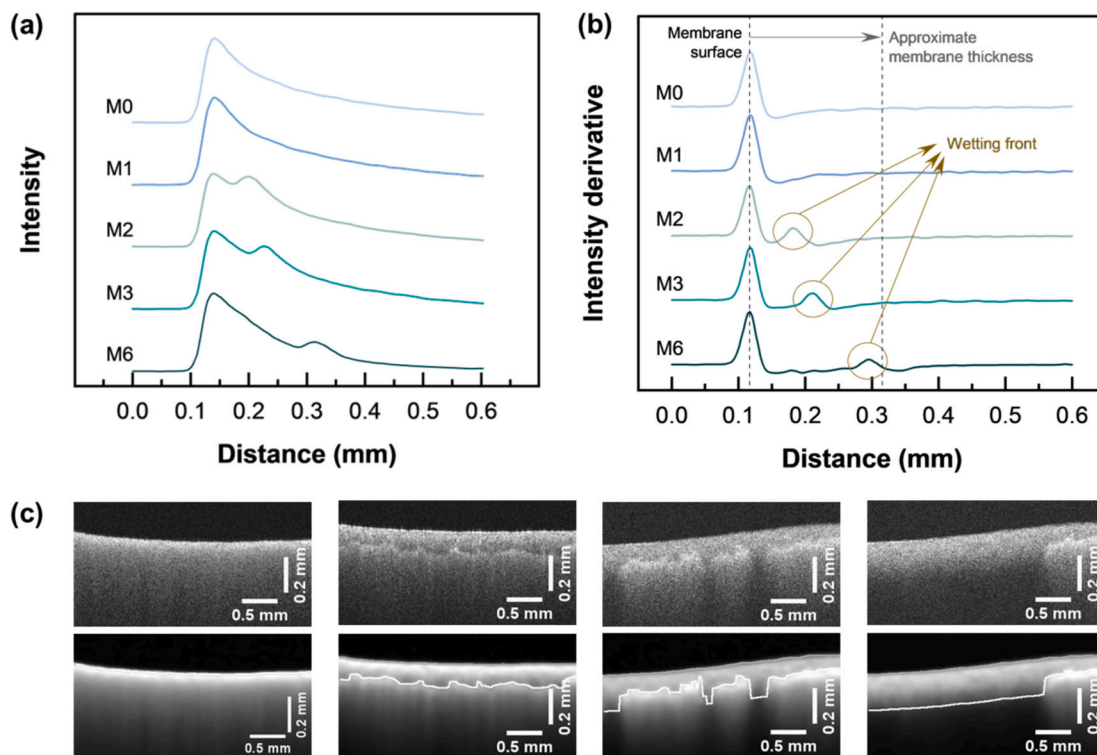 (a)
Intensity
M0
M1
M2
M3
M6
0.0 0.1 0.2 0.3 0.4 0.5 0.6
Distance (mm)
(b)
Intensity derivative
Membrane
surface
Approximate
membrane thickness
M0
M1
Wetting front
M2
M3
M6
0.0 0.1 0.2 0.3 0.4 0.5 0.6
Distance (mm)
(c)
0.5 mm
0.2 mm
0.5 mm
0.2 mm
0.5 mm
0.2 mm
0.5 mm
0.2 mm
0.5 mm
0.2 mm
0.5 mm
0.2 mm
0.5 mm
0.2 mm
0.5 mm
0.2 mm